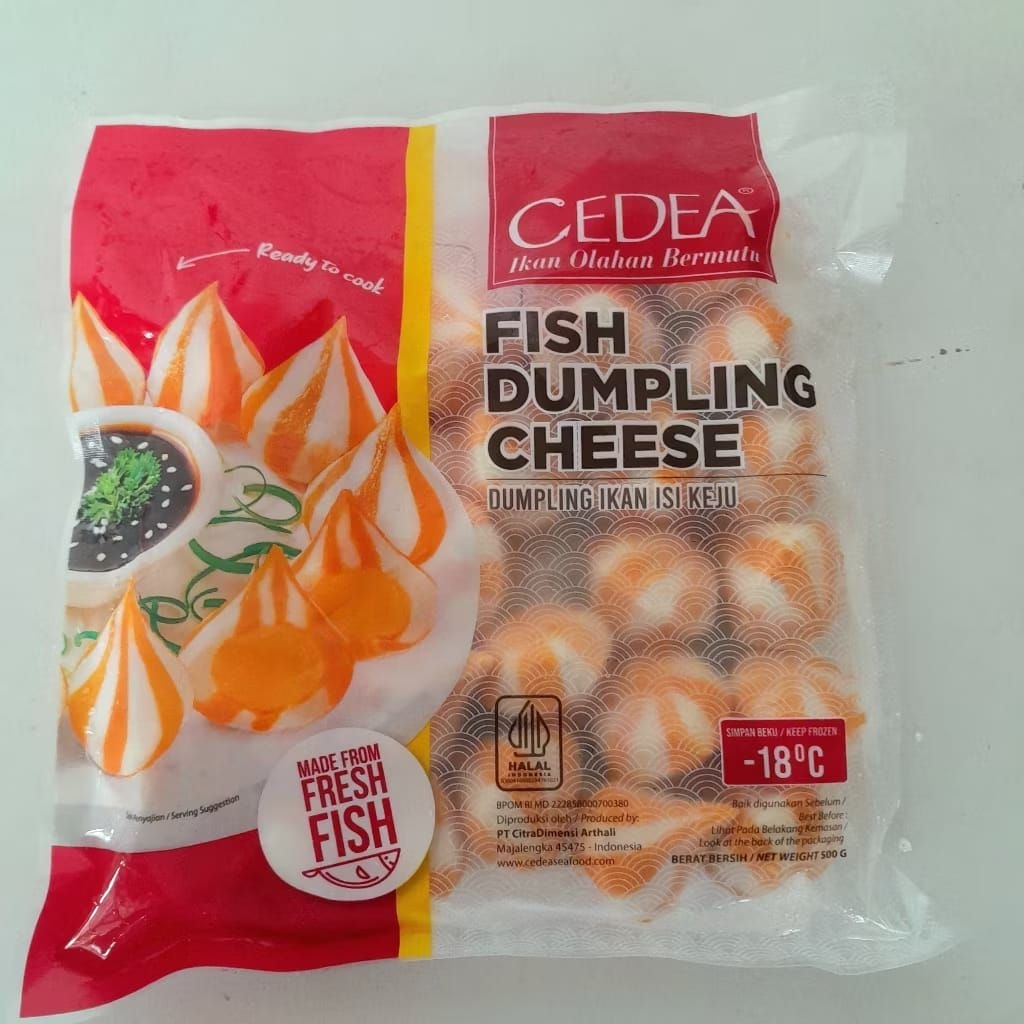 Ready to cook
CEDEA®
Ikan Olahan Bermutu
FISH
DUMPLING
CHEESE
DUMPLING IKAN ISI KEJU
MADE FROM
FRESH
FISH
Penyajian / Serving Suggestion
HALAL
INDONESIA
SIMPAN BEKU / KEEP FROZEN
-18°C
BPOM RI MD 222858000700380
Diproduksi oleh / Produced by:
PT CitraDimensi Arthali
Majalengka 45475 - Indonesia
www.cedeaseafood.com
Baik digunakan Sebelum /
Best Before :
Lihat Pada Belakang Kemasan /
Look at the back of the packaging
BERAT BERSIH / NET WEIGHT 500 G